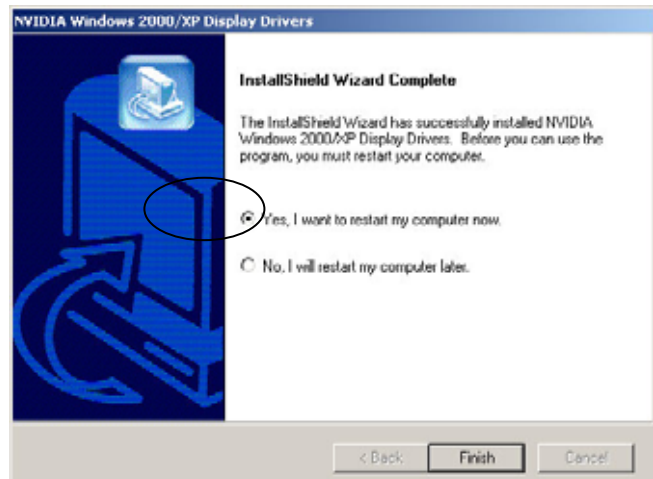 NVIDIA Windows 2000/XP Display Drivers
InstallShield Wizard Complete
The InstallShield Wizard has successfully installed NVIDIA
Windows 2000/XP Display Drivers. Before you can use the
program, you must restart your computer.
Yes, I want to restart my computer now.
No, I will restart my computer later.
< Back
Finish
Cancel